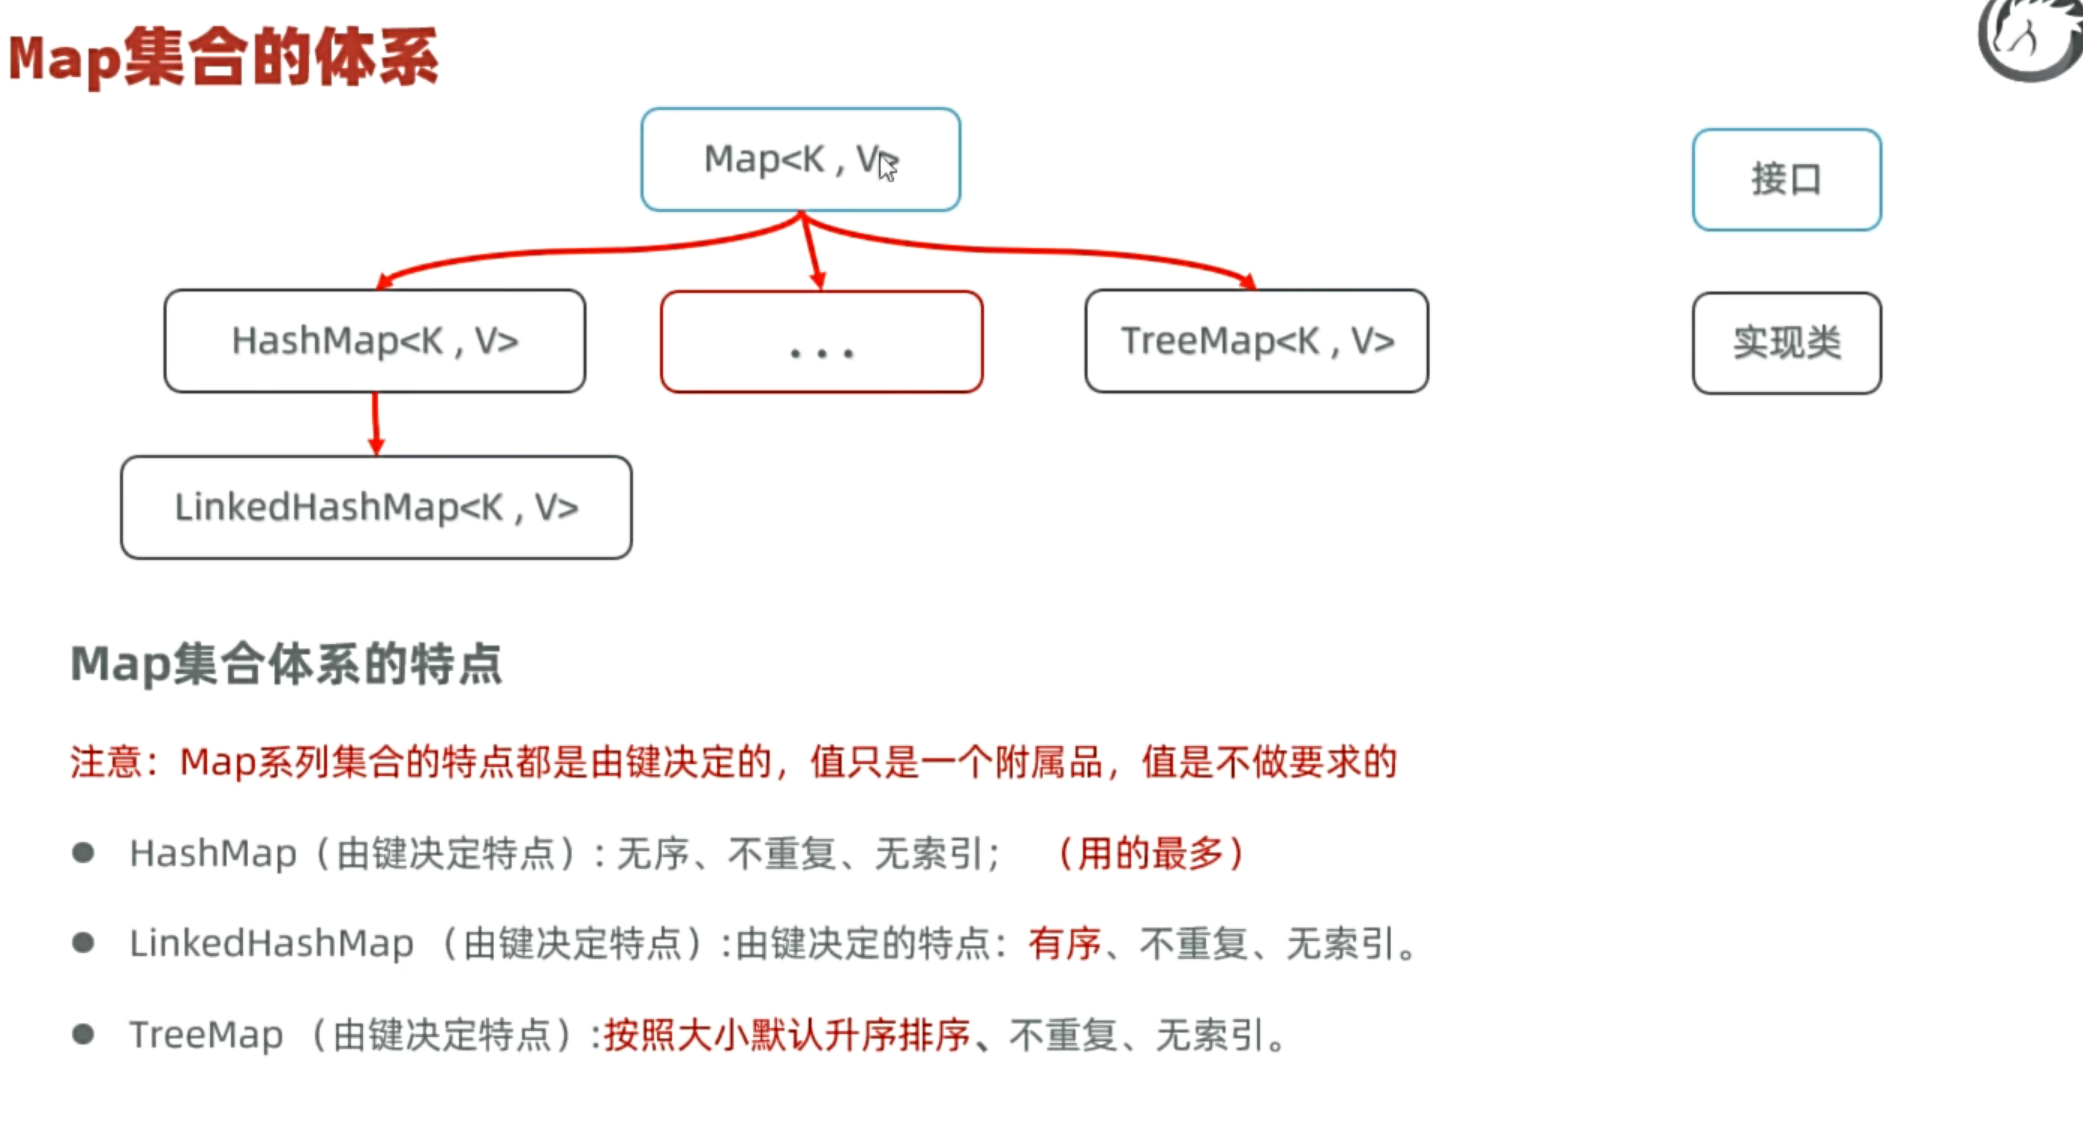 Map集合的体系
Map<K , V>
接口
HashMap<K , V>
...
TreeMap<K , V>
实现类
LinkedHashMap<K , V>
Map集合体系的特点
注意：Map系列集合的特点都是由键决定的，值只是一个附属品，值是不做要求的
● HashMap（由键决定特点）: 无序、不重复、无索引； （用的最多）
● LinkedHashMap （由键决定特点）:由键决定的特点：有序、不重复、无索引。
● TreeMap （由键决定特点）:按照大小默认升序排序、不重复、无索引。